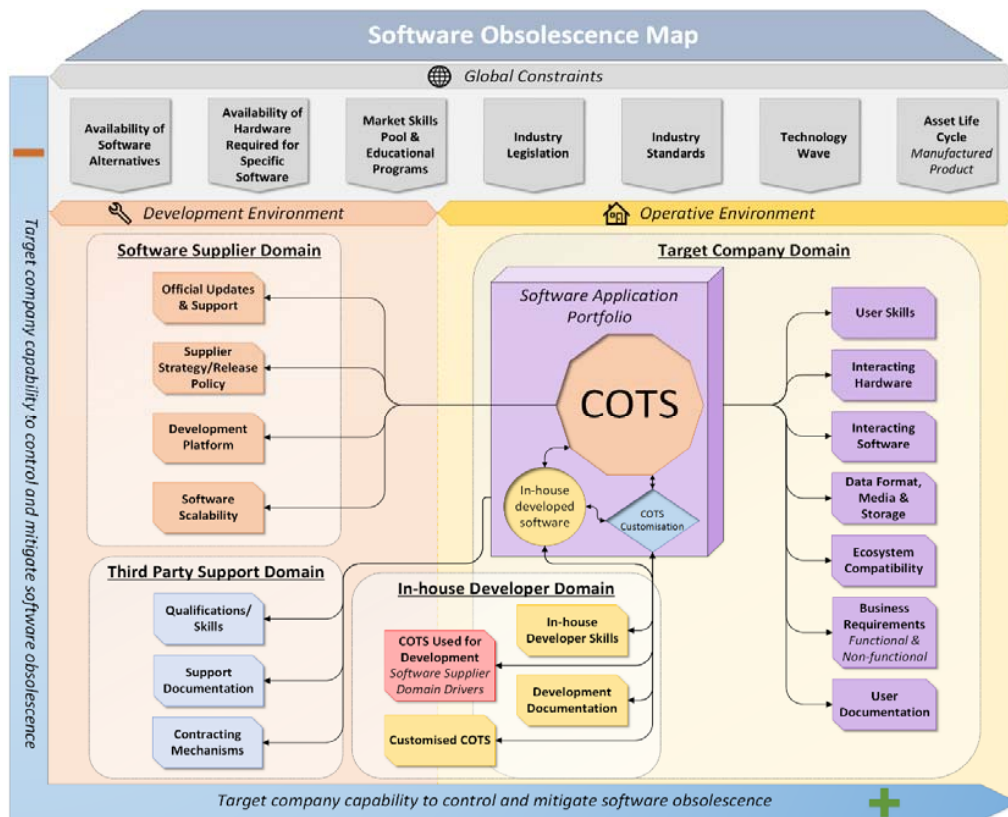 Software Obsolescence Map
Global Constraints
Availability of
Software
Alternatives
Availability of
Hardware
Required for
Specific
Software
Market Skills
Pool &
Educational
Programs
Industry
Legislation
Industry
Standards
Technology
Wave
Asset Life
Cycle
Manufactured
Product
Target company capability to control and mitigate software obsolescence
Development Environment
Operative Environment
Software Supplier Domain
Official Updates
& Support
Supplier
Strategy/Release
Policy
Development
Platform
Software
Scalability
Third Party Support Domain
Qualifications/
Skills
Support
Documentation
Contracting
Mechanisms
Target Company Domain
Software Application
Portfolio
COTS
In-house
developed
software
COTS
Customisation
In-house Developer Domain
In-house
Developer Skills
COTS Used for
Development
Software Supplier
Domain Drivers
Development
Documentation
Customised COTS
User Skills
Interacting
Hardware
Interacting
Software
Data Format,
Media &
Storage
Ecosystem
Compatibility
Business
Requirements
Functional &
Non-functional
User
Documentation
Target company capability to control and mitigate software obsolescence